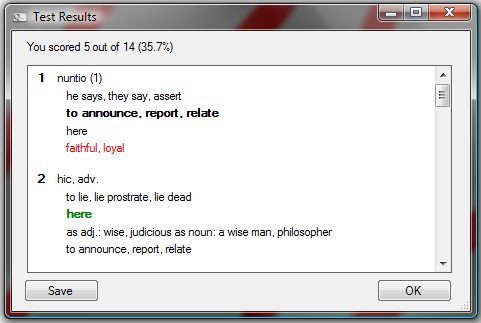 Test Results
You scored 5 out of 14 (35.7%)
1 nuntio (1)
he says, they say, assert
to announce, report, relate
here
faithful, loyal
2 hic, adv.
to lie, lie prostrate, lie dead
here
as adj.: wise, judicious as noun: a wise man, philosopher
to announce, report, relate
Save OK